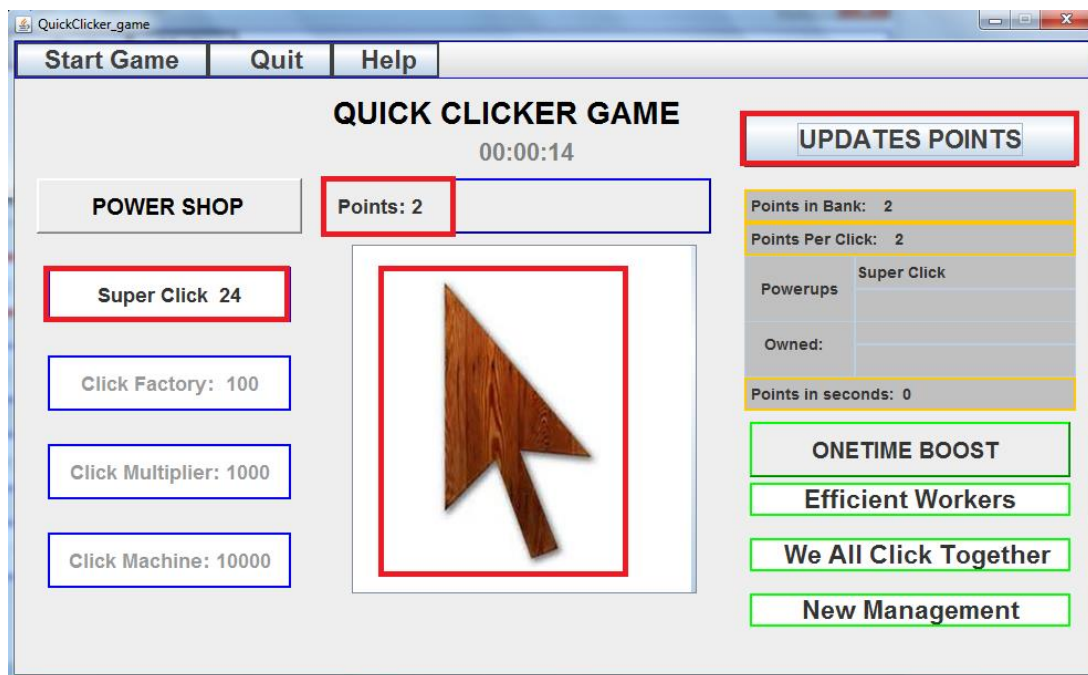 QuickClicker_game
Start Game Quit Help
QUICK CLICKER GAME
00:00:14
UPDATES POINTS
POWER SHOP
Points: 2
Super Click 24
Click Factory: 100
Click Multiplier: 1000
Click Machine: 10000
Points in Bank: 2
Points Per Click: 2
Powerups
Super Click
Owned:
Points in seconds: 0
ONETIME BOOST
Efficient Workers
We All Click Together
New Management